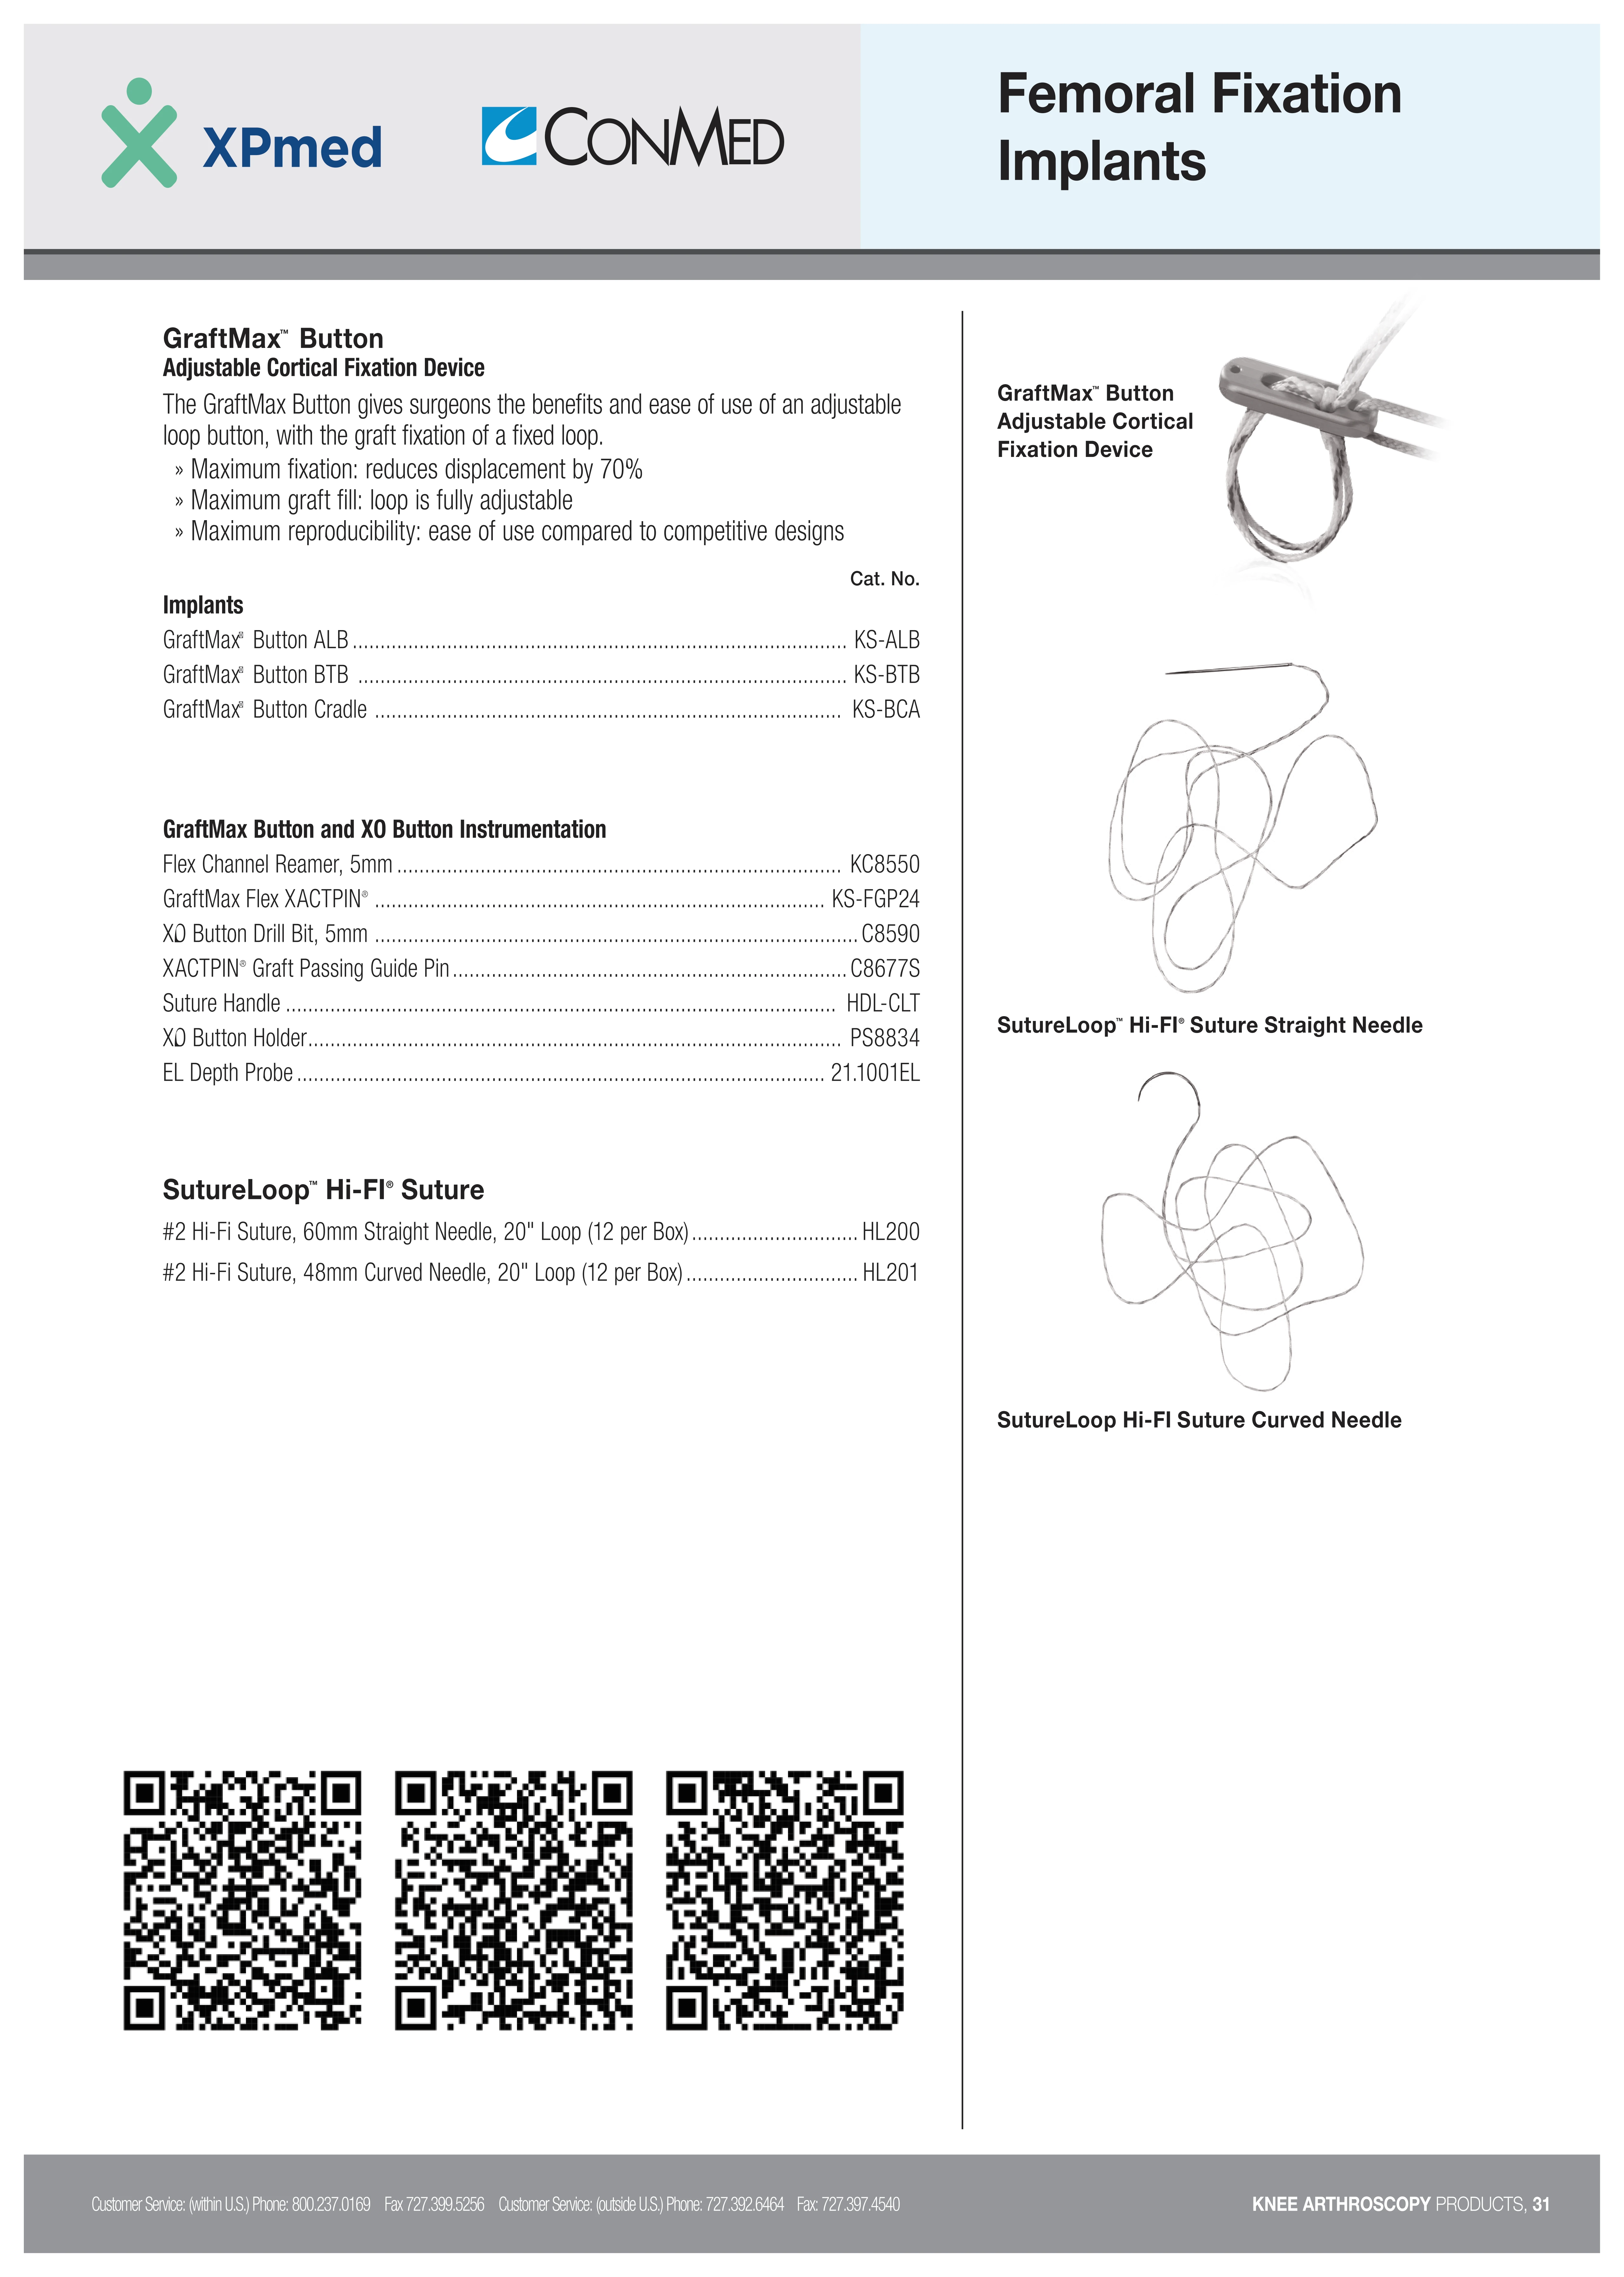 XPmed
CONMED
Femoral Fixation
Implants
GraftMax™ Button
Adjustable Cortical Fixation Device
The GraftMax Button gives surgeons the benefits and ease of use of an adjustable
loop button, with the graft fixation of a fixed loop.
» Maximum fixation: reduces displacement by 70%
» Maximum graft fill: loop is fully adjustable
» Maximum reproducibility: ease of use compared to competitive designs
Cat. No.
Implants
GraftMax® Button ALB ........ KS-ALB
GraftMax® Button BTB ........ KS-BTB
GraftMax® Button Cradle ........ KS-BCA
GraftMax Button and XO Button Instrumentation
Flex Channel Reamer, 5mm ........ KC8550
GraftMax Flex XACTPIN® ........ KS-FGP24
XO Button Drill Bit, 5mm ........ C8590
XACTPIN® Graft Passing Guide Pin ........ C8677S
Suture Handle ........ HDL-CLT
XO Button Holder ........ PS8834
EL Depth Probe ........ 21.1001EL
SutureLoop™ Hi-FI® Suture
#2 Hi-Fi Suture, 60mm Straight Needle, 20" Loop (12 per Box) ........ HL200
#2 Hi-Fi Suture, 48mm Curved Needle, 20" Loop (12 per Box) ........ HL201
GraftMax™ Button
Adjustable Cortical
Fixation Device
SutureLoop™ Hi-FI® Suture Straight Needle
SutureLoop Hi-FI Suture Curved Needle
Customer Service: (within U.S.) Phone: 800.237.0169 Fax 727.399.5256 Customer Service: (outside U.S.) Phone: 727.392.6464 Fax: 727.397.4540
KNEE ARTHROSCOPY PRODUCTS, 31